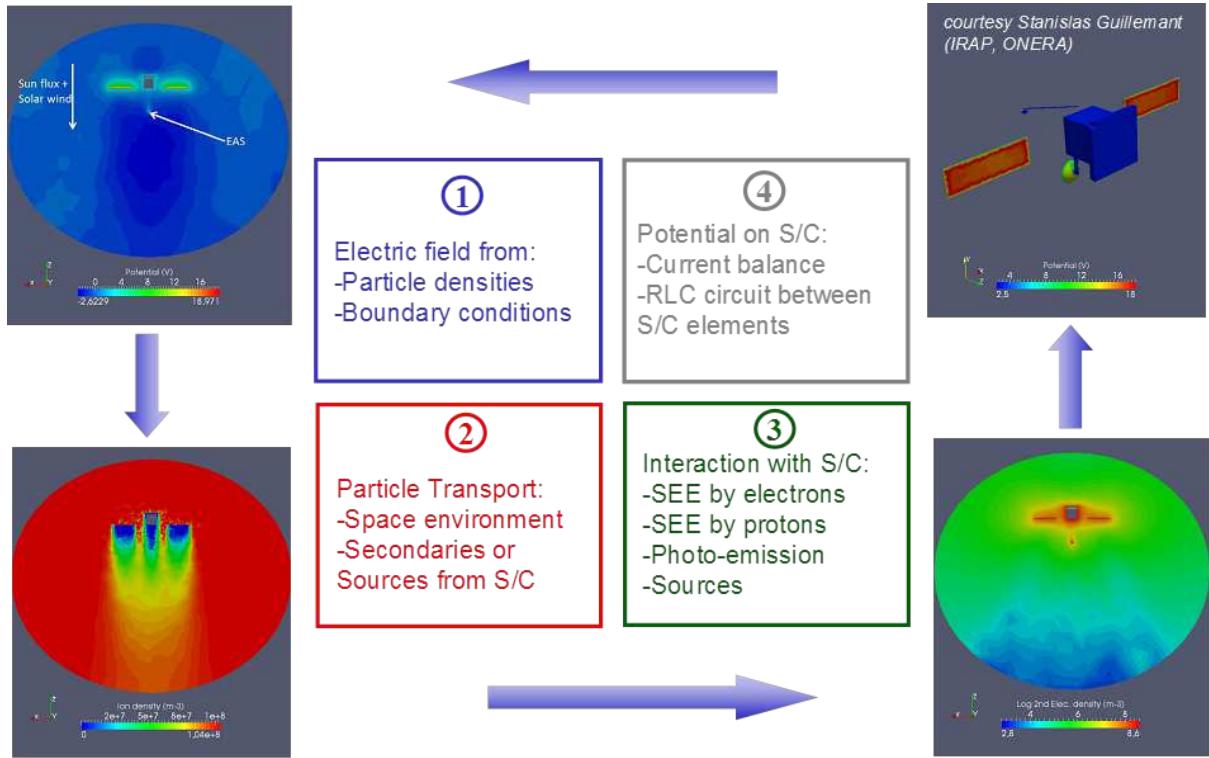 Sun flux +
Solar wind
EAS
Z
X
Y
Potential (V)
0 4 8 12 16
-2,6229 18,971
courtesy Stanislas Guillemant
(IRAP, ONERA)
Potential (V)
4 8 12 16
2,5 18
①
Electric field from:
-Particle densities
-Boundary conditions
④
Potential on S/C:
-Current balance
-RLC circuit between
S/C elements
②
Particle Transport:
-Space environment
-Secondaries or
Sources from S/C
③
Interaction with S/C:
-SEE by electrons
-SEE by protons
-Photo-emission
-Sources
Z
X
Y
Ion density (m-3)
2e+7 5e+7 8e+7 1e+8
0 1,04e+8
Z
X
Y
Log 2nd Elec. density (m-3)
4 6 8
2,8 8,6